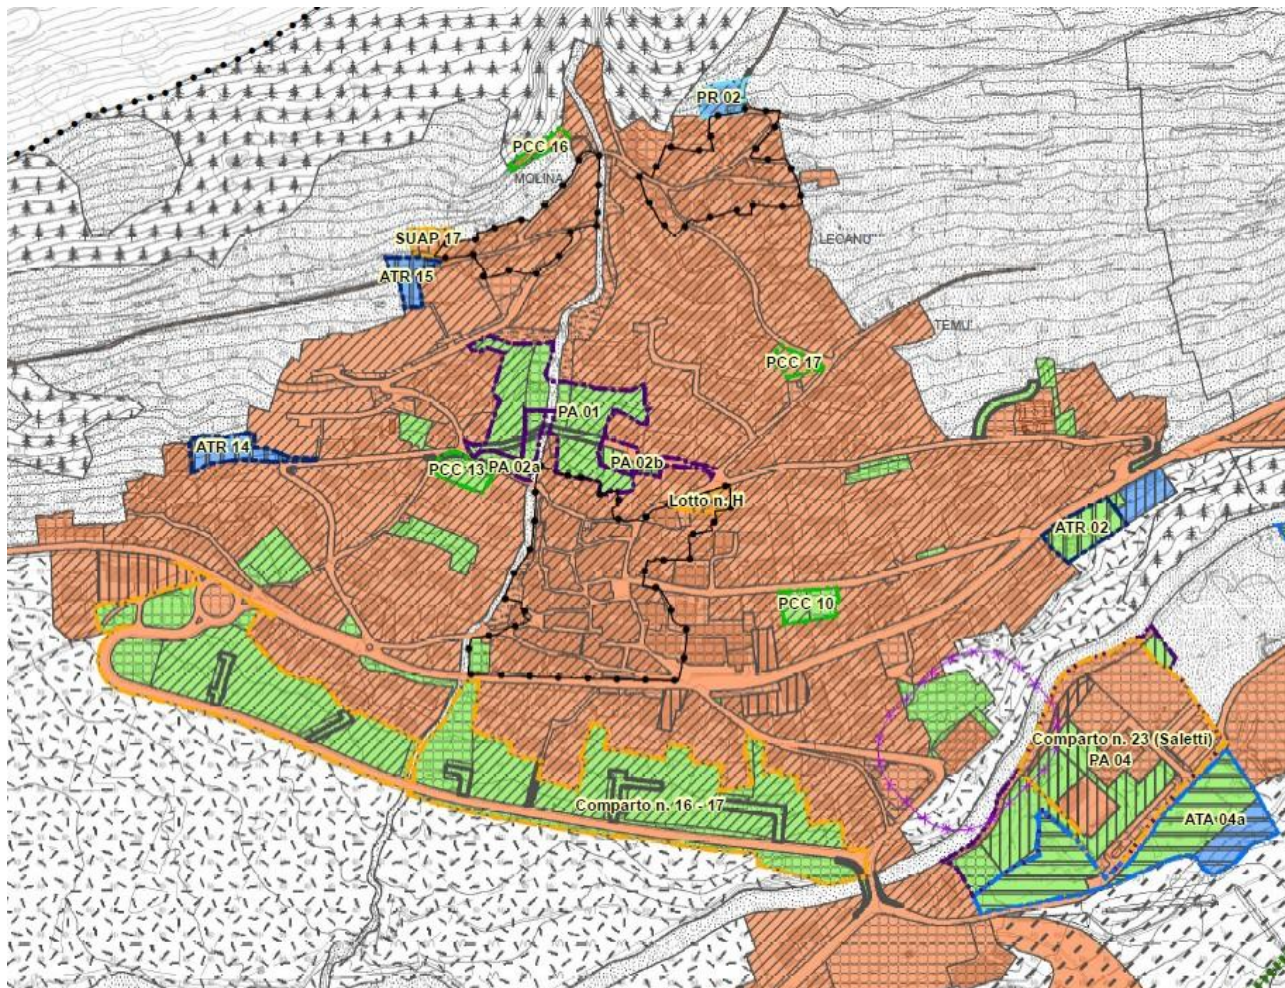 PR 02
PCC 16
MOLINA
SUAP 17
LECANU'
ATR 15
TEMU'
PCC 17
PA 01
ATR 14
PCC 13
PA 02a
PA 02b
Lotto n. H
ATR 02
PCC 10
Comparto n. 23 (Saletti)
PA 04
Comparto n. 16 - 17
ATA 04a